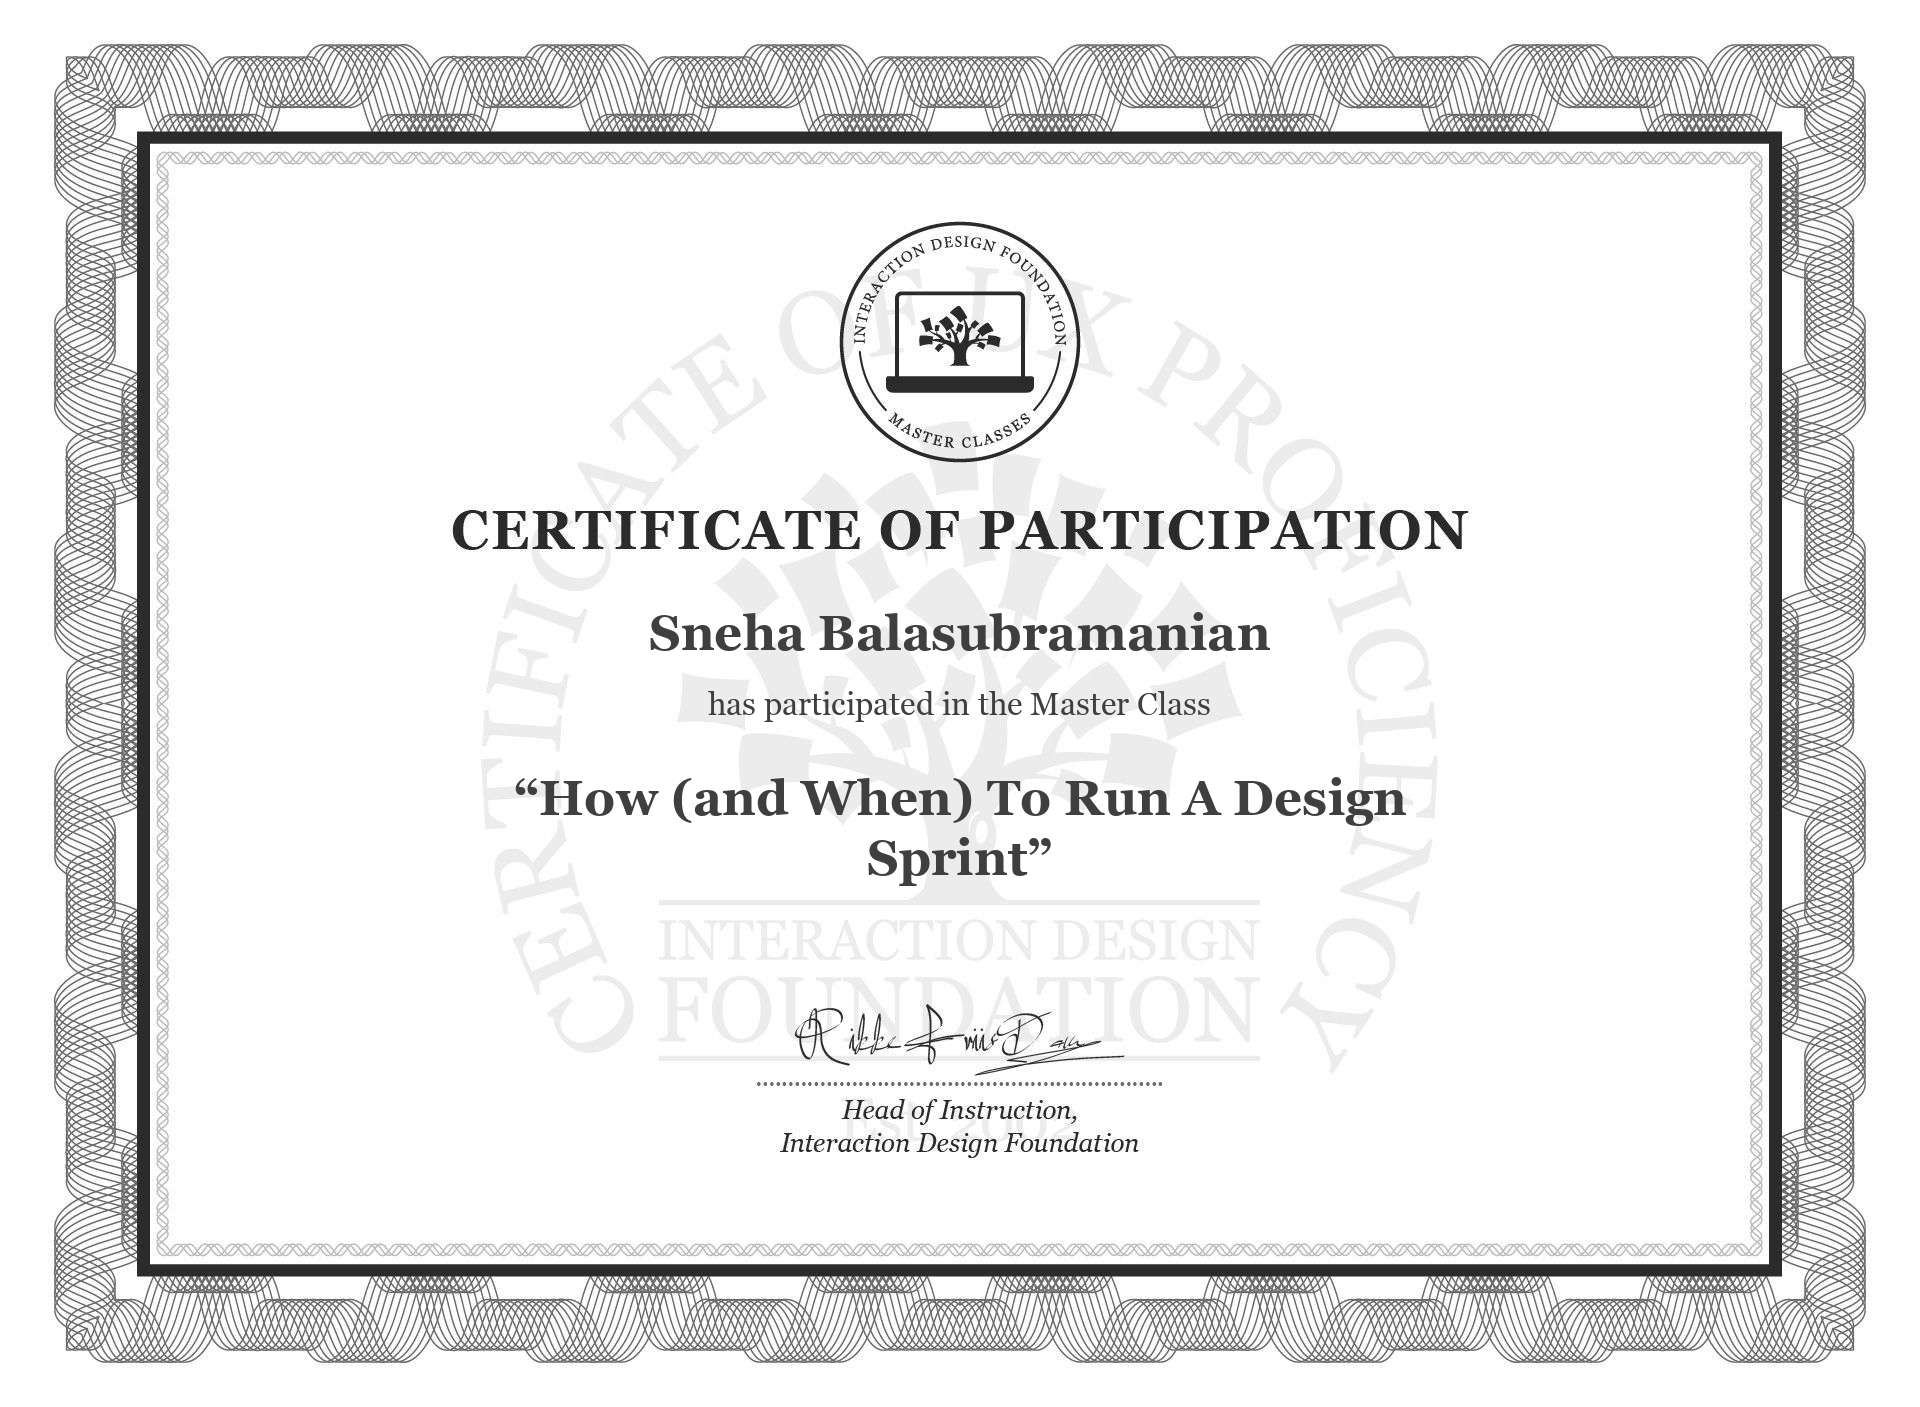 INTERACTION DESIGN FOUNDATION
MASTER CLASSES
CERTIFICATE OF UX PROFICIENCY
CERTIFICATE OF PARTICIPATION
Sneha Balasubramanian
has participated in the Master Class
“How (and When) To Run A Design
Sprint”
INTERACTION DESIGN
FOUNDATION
Rikke Friis Dam
Head of Instruction,
Est. 2002
Interaction Design Foundation